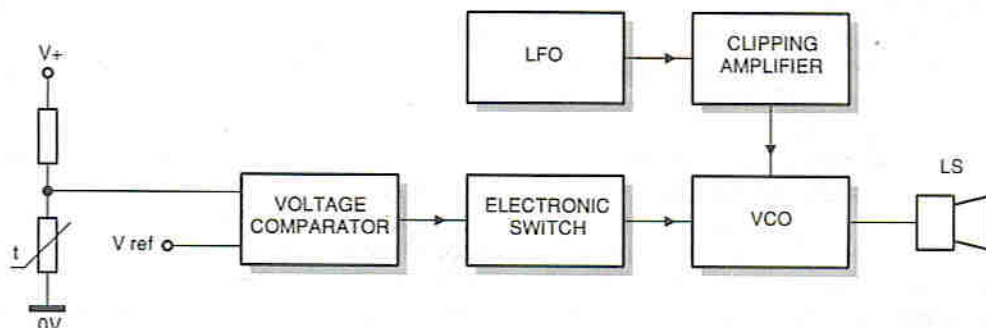 V+
LFO
CLIPPING
AMPLIFIER
LS
VOLTAGE
COMPARATOR
ELECTRONIC
SWITCH
VCO
t
V ref
0V